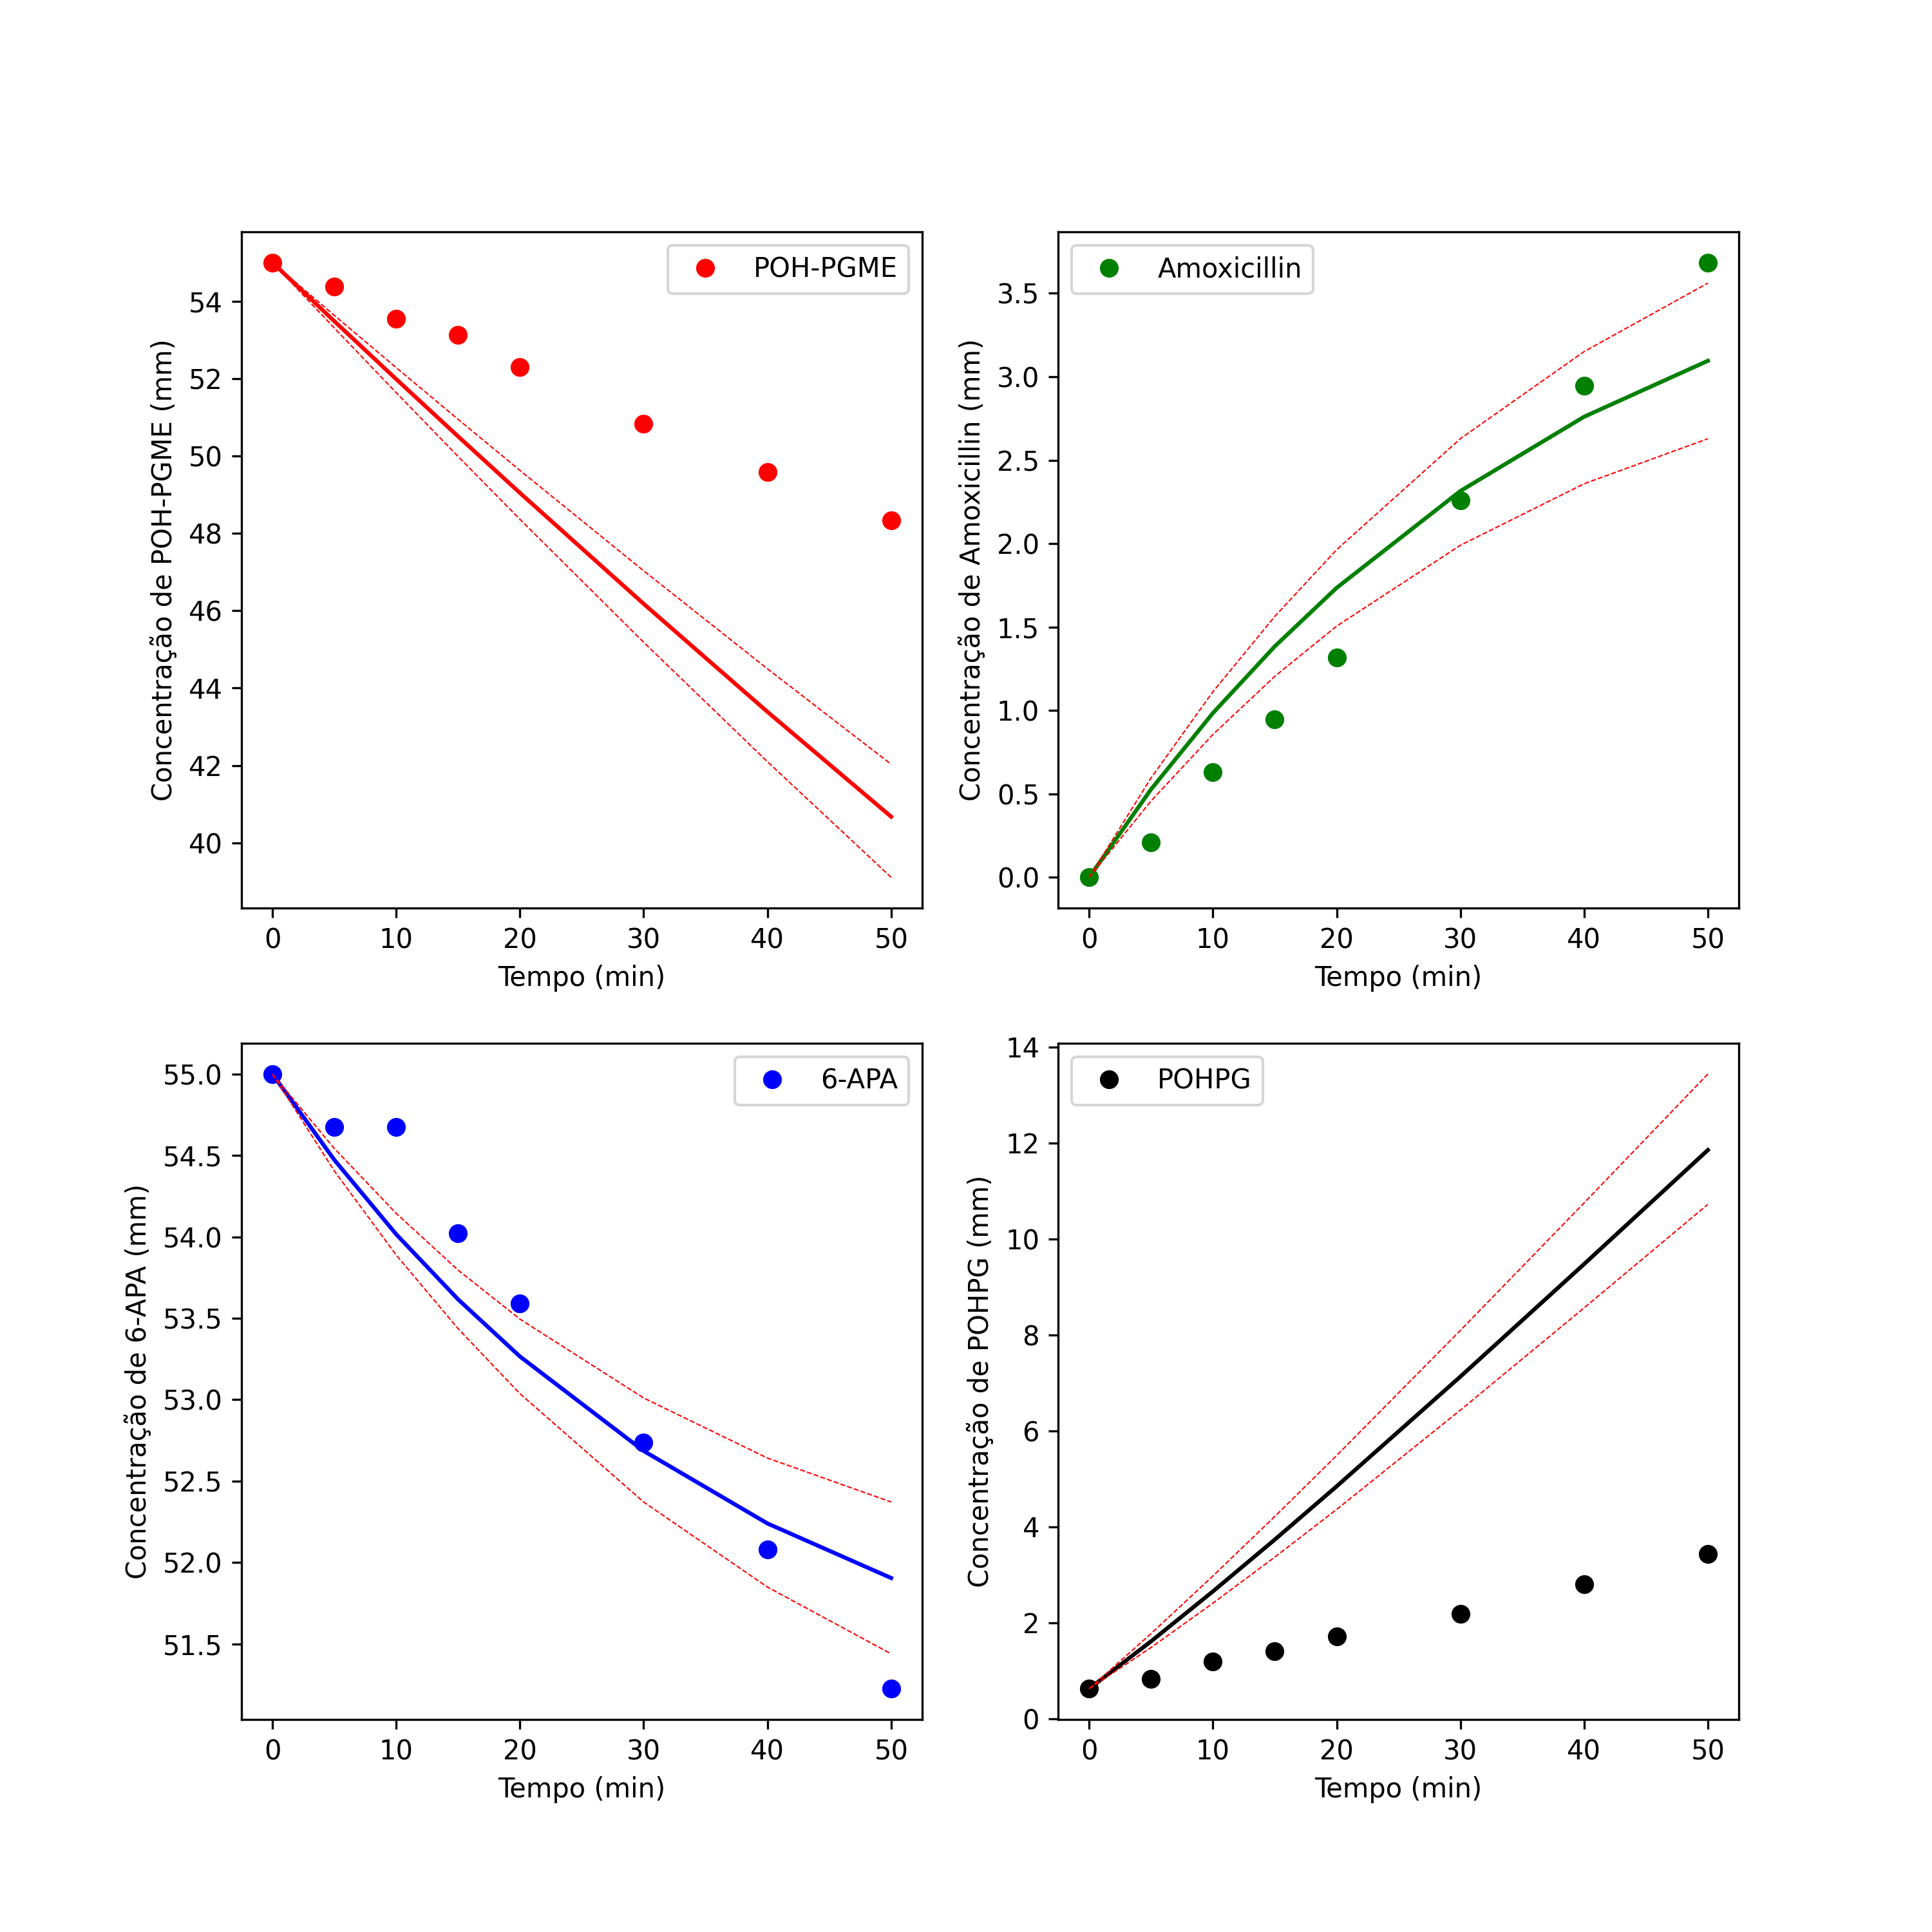 POH-PGME
Concentração de POH-PGME (mm)
54
52
50
48
46
44
42
40
0 10 20 30 40 50
Tempo (min)
Amoxicillin
Concentração de Amoxicillin (mm)
3.5
3.0
2.5
2.0
1.5
1.0
0.5
0.0
0 10 20 30 40 50
Tempo (min)
6-APA
Concentração de 6-APA (mm)
55.0
54.5
54.0
53.5
53.0
52.5
52.0
51.5
0 10 20 30 40 50
Tempo (min)
POHPG
Concentração de POHPG (mm)
14
12
10
8
6
4
2
0
0 10 20 30 40 50
Tempo (min)